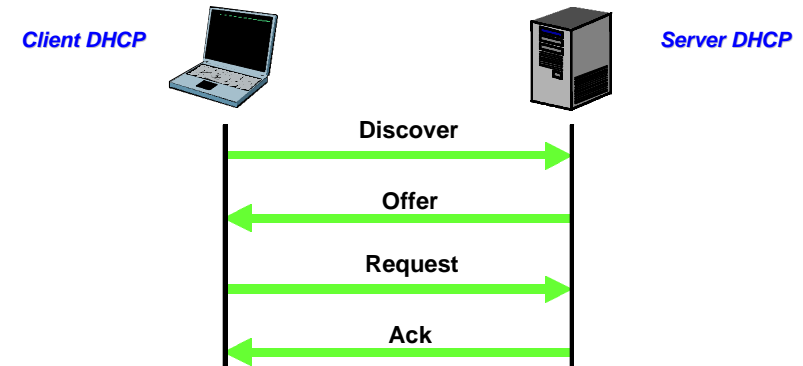 Client DHCP
Server DHCP
Discover
Offer
Request
Ack